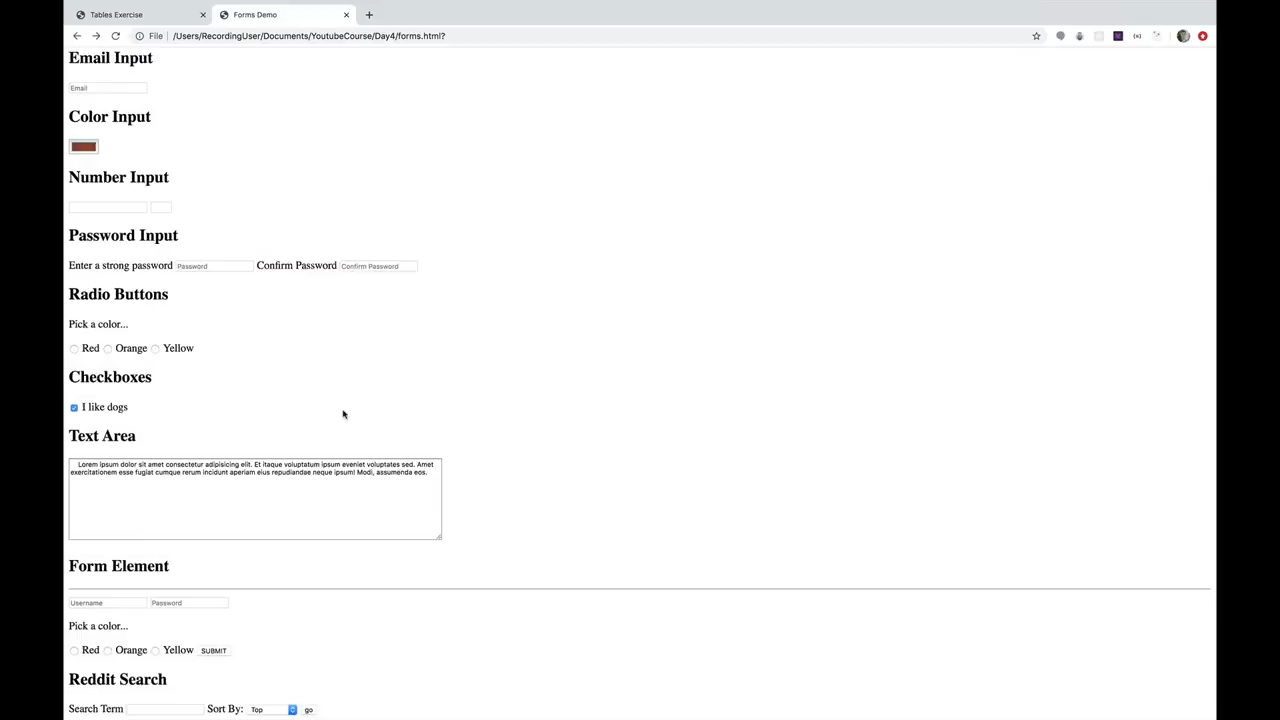 Tables Exercise
Forms Demo
File /Users/RecordingUser/Documents/YoutubeCourse/Day4/forms.html?
Email Input
Email
Color Input
Number Input
Password Input
Enter a strong password Password Confirm Password Confirm Password
Radio Buttons
Pick a color...
Red Orange Yellow
Checkboxes
I like dogs
Text Area
Lorem ipsum dolor sit amet consectetur adipisicing elit. Et itaque voluptatum ipsum eveniet voluptates sed. Amet
exercitationem esse fugiat cumque rerum incidunt aperiam eius repudiandae neque ipsum! Modi, assumenda eos.
Form Element
Username Password
Pick a color...
Red Orange Yellow SUBMIT
Reddit Search
Search Term Sort By: Top go